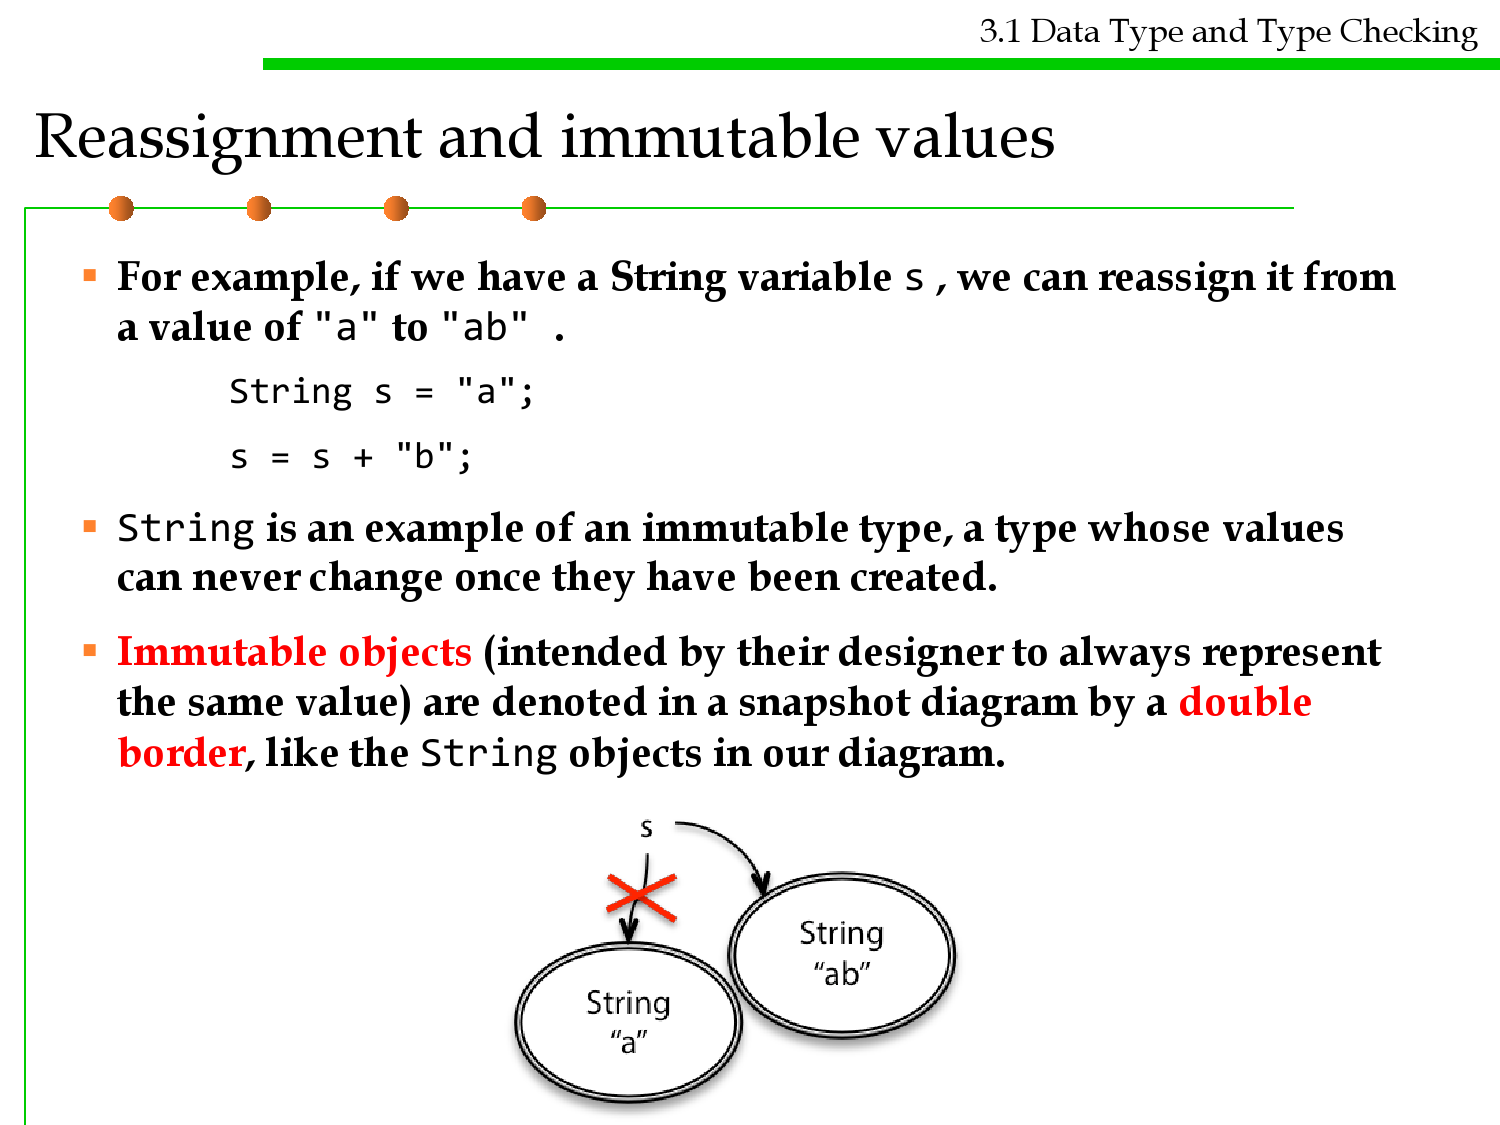 3.1 Data Type and Type Checking
Reassignment and immutable values
▪ For example, if we have a String variable s , we can reassign it from
a value of "a" to "ab" .
String s = "a";
s = s + "b";
▪ String is an example of an immutable type, a type whose values
can never change once they have been created.
▪ Immutable objects (intended by their designer to always represent
the same value) are denoted in a snapshot diagram by a double
border, like the String objects in our diagram.
s
String
“ab”
String
“a”